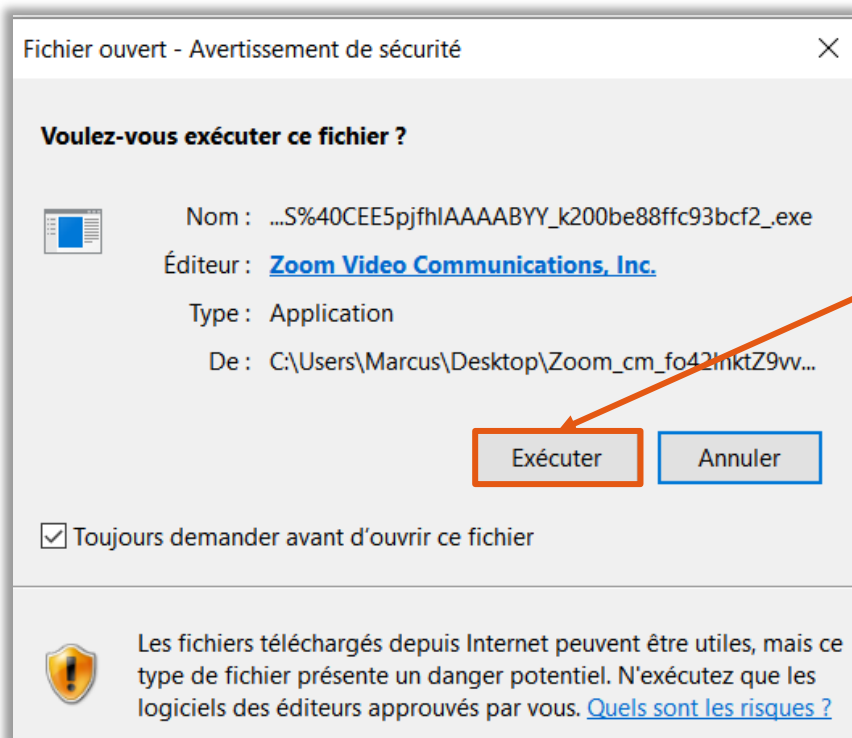 Fichier ouvert - Avertissement de sécurité
Voulez-vous exécuter ce fichier ?
Nom : ...S%40CEE5pjfhlAAAABYY_k200be88ffc93bcf2_.exe
Éditeur : Zoom Video Communications, Inc.
Type : Application
De : C:\Users\Marcus\Desktop\Zoom_cm_fo42lnktZ9vv...
Exécuter Annuler
Toujours demander avant d’ouvrir ce fichier
Les fichiers téléchargés depuis Internet peuvent être utiles, mais ce
type de fichier présente un danger potentiel. N'exécutez que les
logiciels des éditeurs approuvés par vous. Quels sont les risques ?